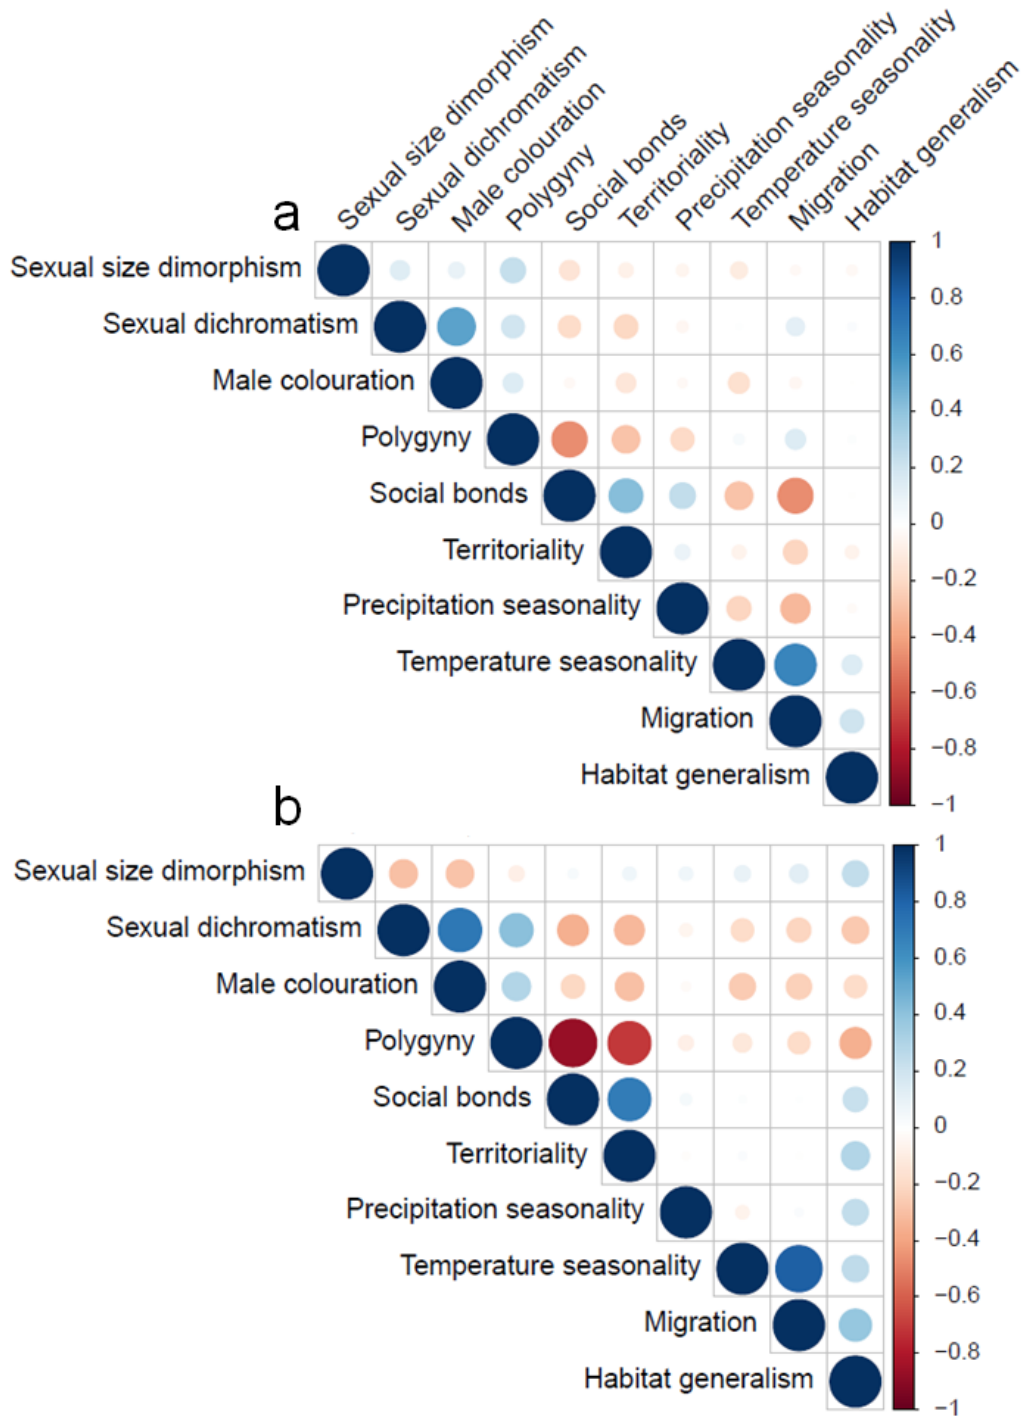 Sexual size dimorphism
Sexual dichromatism
Male colouration
Polygyny
Social bonds
Territoriality
Precipitation seasonality
Temperature seasonality
Migration
Habitat generalism
a
Sexual size dimorphism
Sexual dichromatism
Male colouration
Polygyny
Social bonds
Territoriality
Precipitation seasonality
Temperature seasonality
Migration
Habitat generalism
1
0.8
0.6
0.4
0.2
0
−0.2
−0.4
−0.6
−0.8
−1
b
Sexual size dimorphism
Sexual dichromatism
Male colouration
Polygyny
Social bonds
Territoriality
Precipitation seasonality
Temperature seasonality
Migration
Habitat generalism
1
0.8
0.6
0.4
0.2
0
−0.2
−0.4
−0.6
−0.8
−1